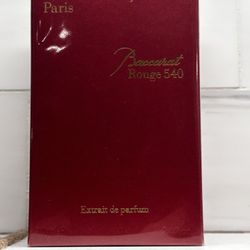 Paris
Baccarat
Rouge 540
Extrait de parfum